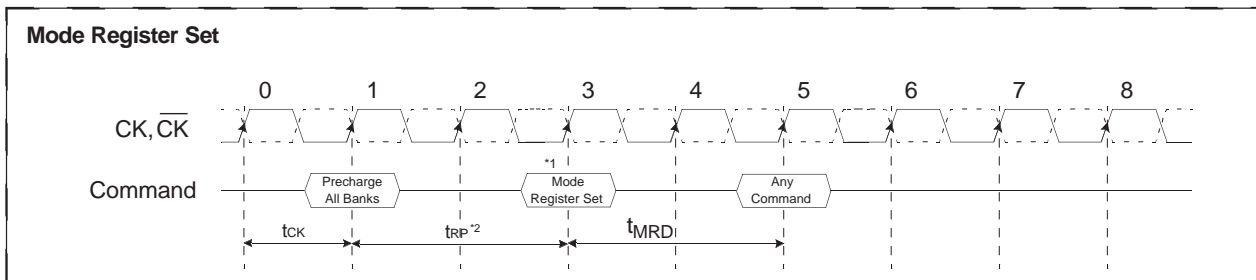 Mode Register Set
0 1 2 3 4 5 6 7 8
CK, C̅K̅
*1
Command Precharge All Banks Mode Register Set Any Command
tCK tRP*2 tMRD